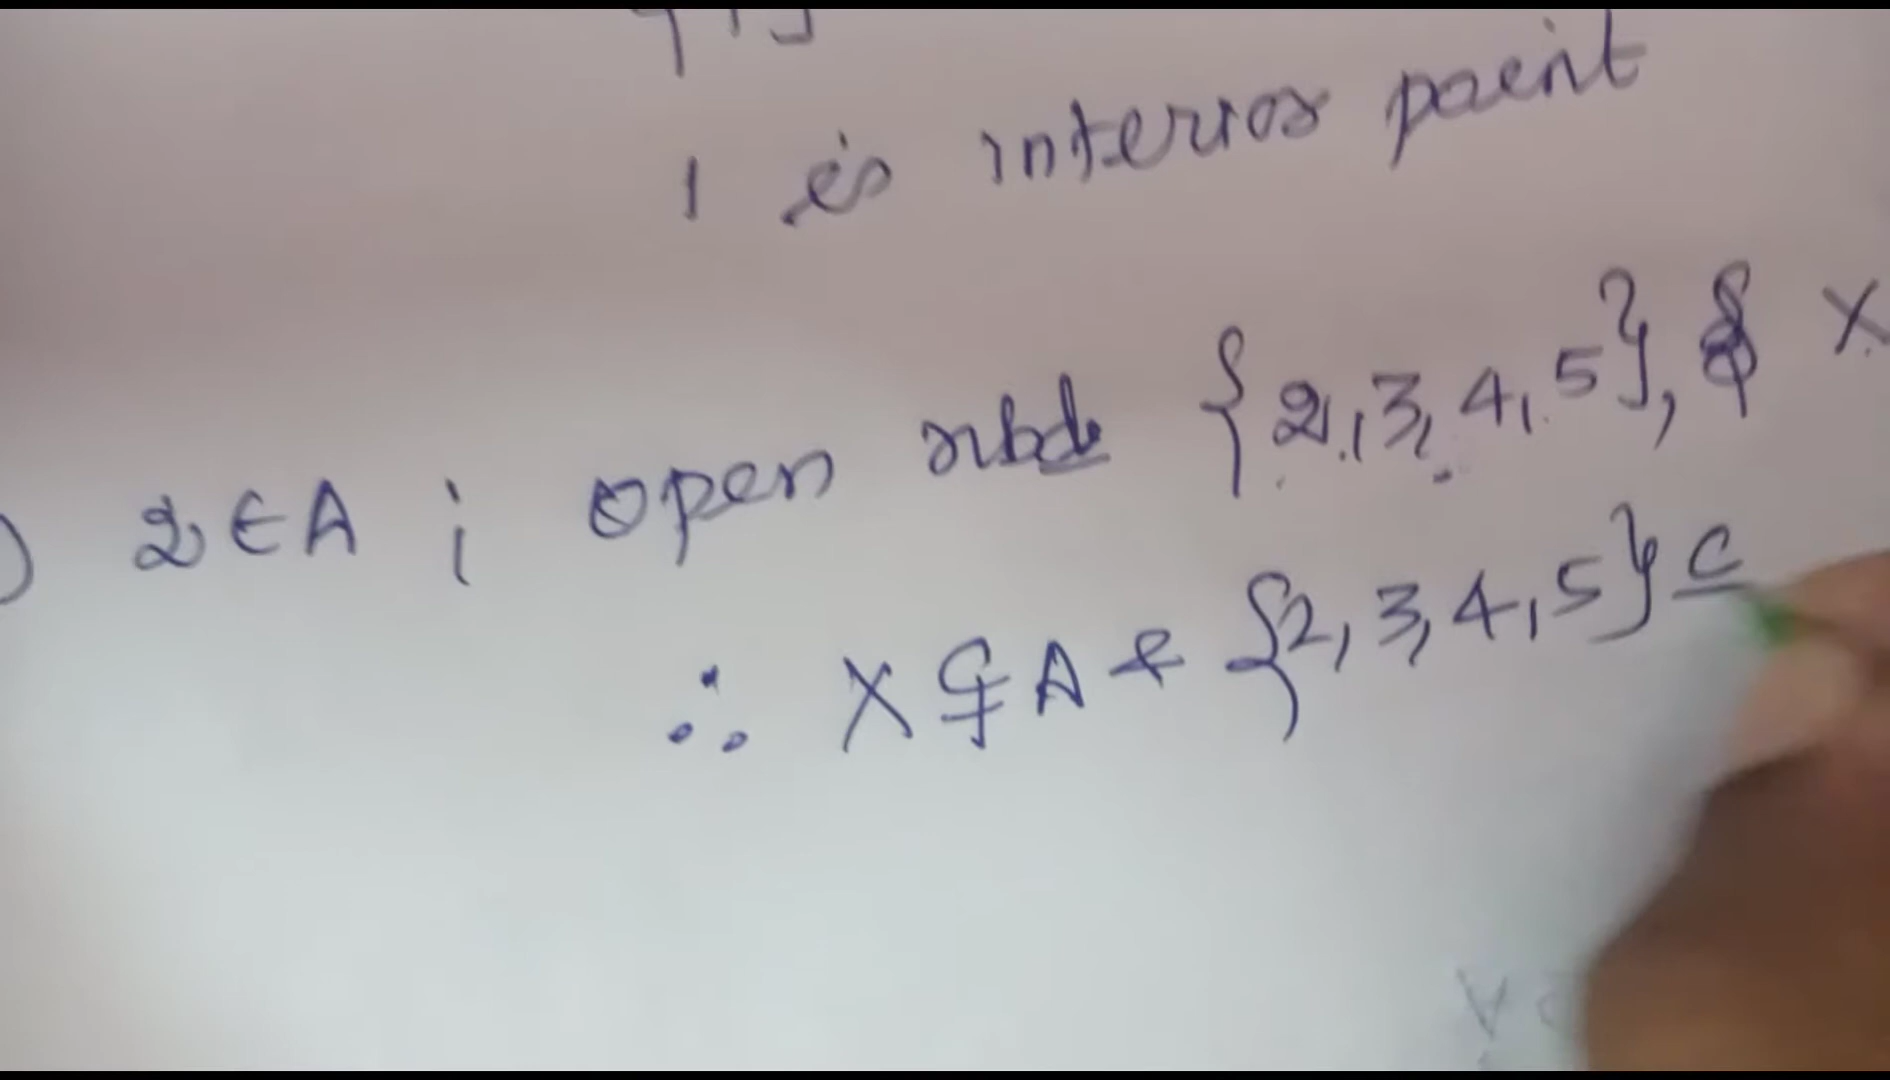 1 is interior point
) 2 ∈ A ; open nbd {2, 3, 4, 5}, & X
∴ X ⊊ A & {2, 3, 4, 5} ⊆